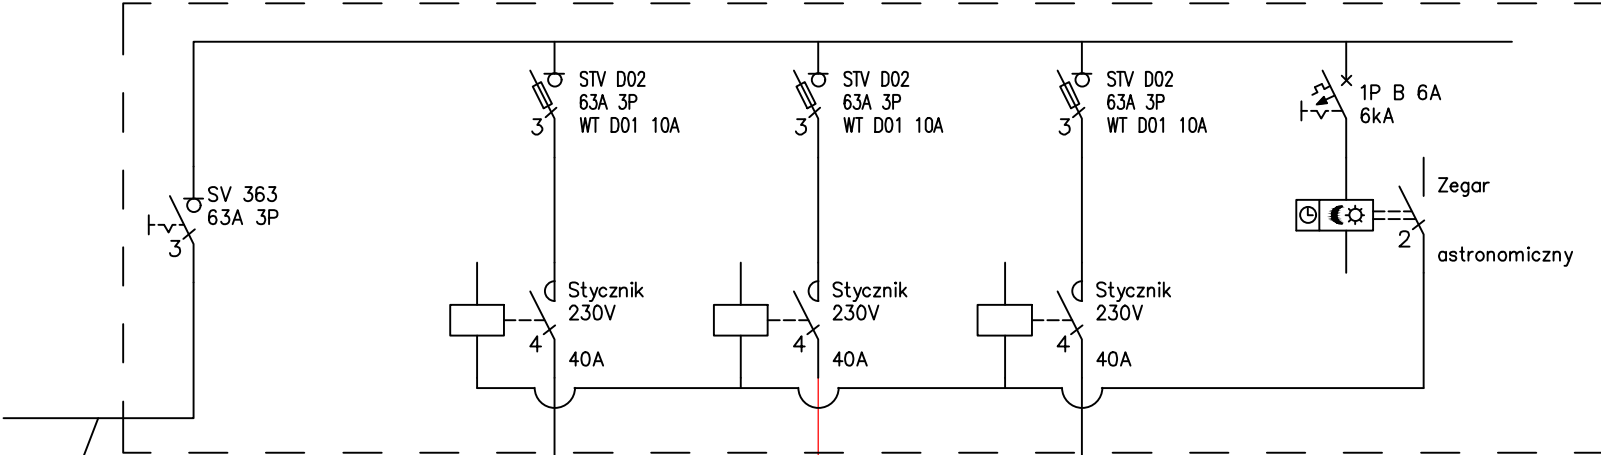 STV D02
63A 3P
WT D01 10A
3
STV D02
63A 3P
WT D01 10A
3
STV D02
63A 3P
WT D01 10A
3
1P B 6A
6kA
SV 363
63A 3P
3
Zegar
2
astronomiczny
Stycznik
230V
4
40A
Stycznik
230V
4
40A
Stycznik
230V
4
40A